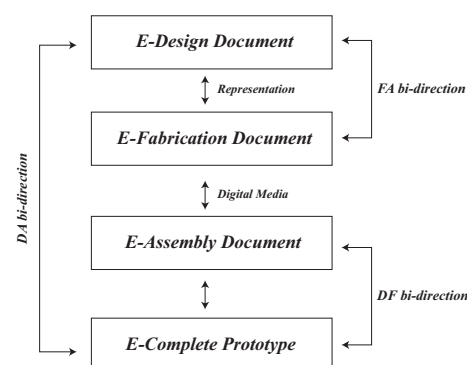 E-Design Document
Representation
FA bi-direction
E-Fabrication Document
DA bi-direction
Digital Media
E-Assembly Document
DF bi-direction
E-Complete Prototype